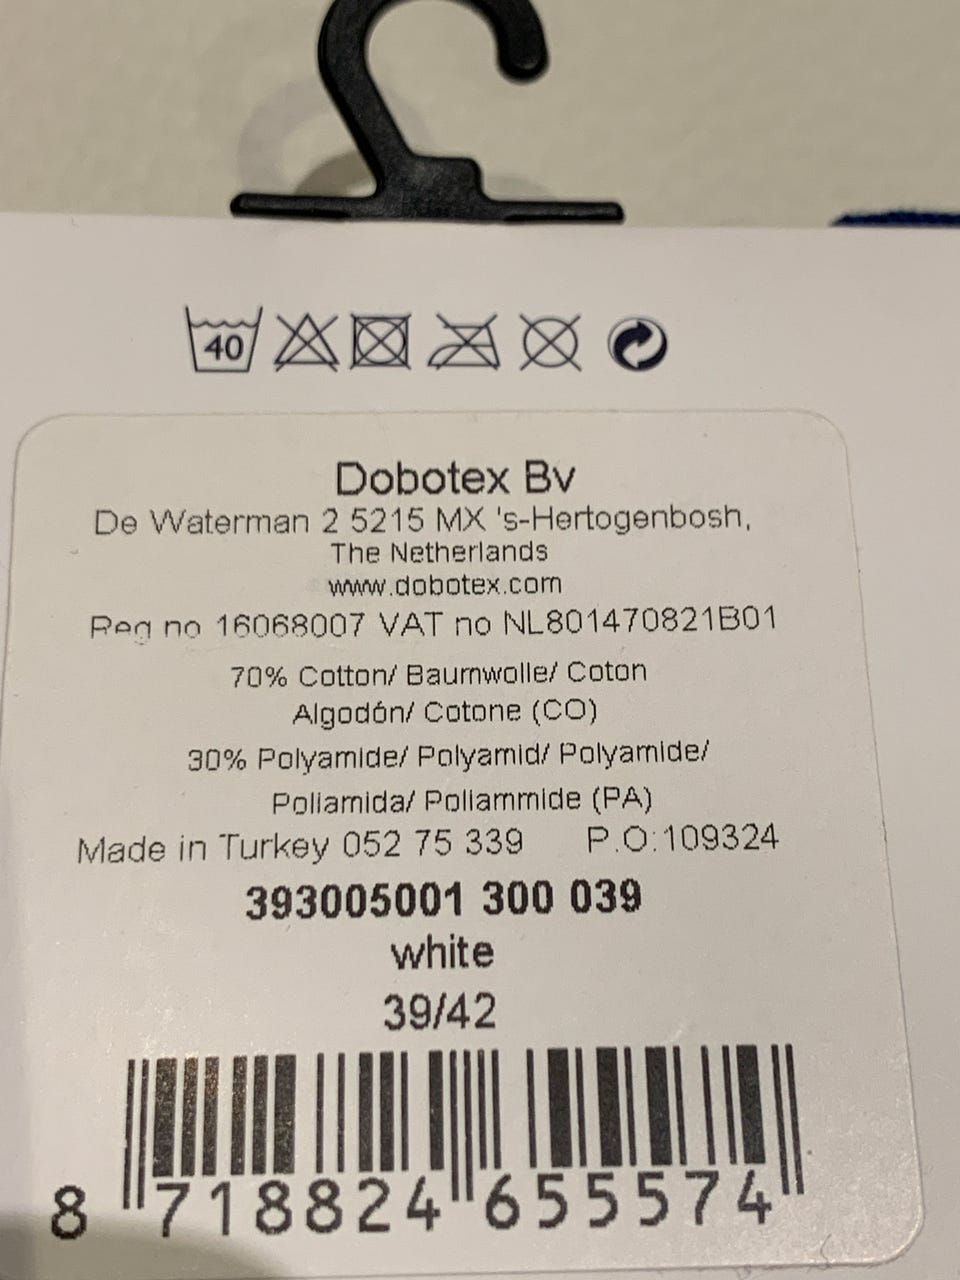 40
Dobotex Bv
De Waterman 2 5215 MX 's-Hertogenbosh,
The Netherlands
www.dobotex.com
Reg no 16068007 VAT no NL801470821B01
70% Cotton/ Baumwolle/ Coton
Algodón/ Cotone (CO)
30% Polyamide/ Polyamid/ Polyamide/
Poliamida/ Poliammide (PA)
Made in Turkey 052 75 339 P.O:109324
393005001 300 039
white
39/42
8 718824 655574